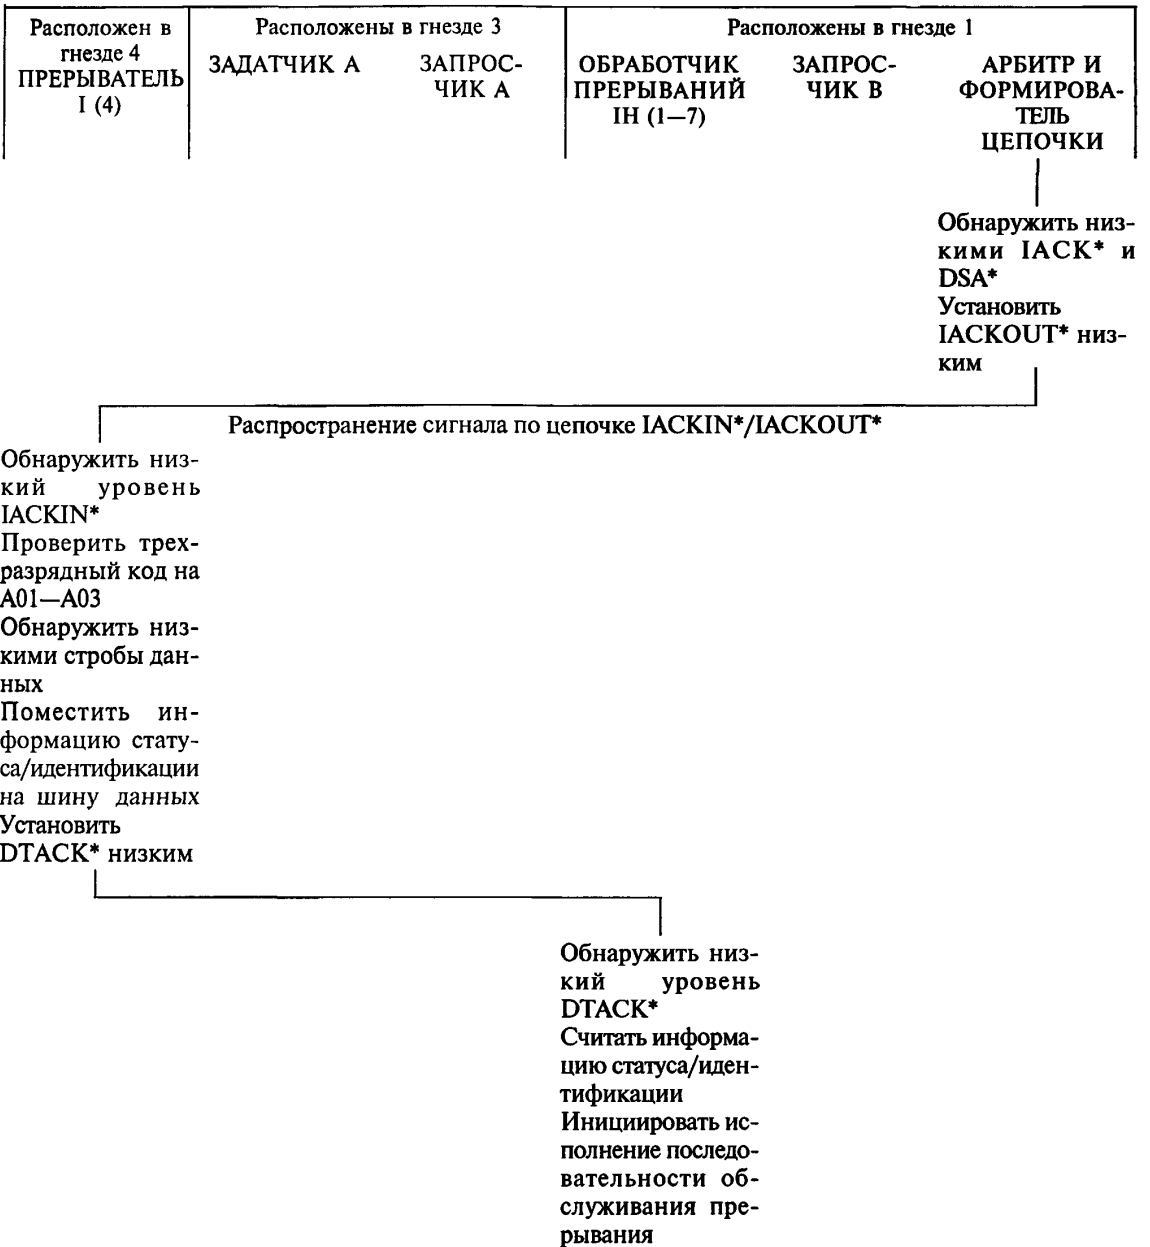 Расположен в
гнезде 4
ПРЕРЫВАТЕЛЬ
I (4)
Расположены в гнезде 3
ЗАДАТЧИК А
ЗАПРОС-
ЧИК А
Расположены в гнезде 1
ОБРАБОТЧИК
ПРЕРЫВАНИЙ
IH (1—7)
ЗАПРОС-
ЧИК В
АРБИТР И
ФОРМИРОВА-
ТЕЛЬ
ЦЕПОЧКИ
Обнаружить низ-
кими IACK* и
DSA*
Установить
IACKOUT* низ-
ким
Распространение сигнала по цепочке IACKIN*/IACKOUT*
Обнаружить низ-
кий уровень
IACKIN*
Проверить трех-
разрядный код на
A01—A03
Обнаружить низ-
кими стробы дан-
ных
Поместить ин-
формацию стату-
са/идентификации
на шину данных
Установить
DTACK* низким
Обнаружить низ-
кий уровень
DTACK*
Считать информа-
цию статуса/иден-
тификации
Инициировать ис-
полнение последо-
вательности об-
служивания пре-
рывания